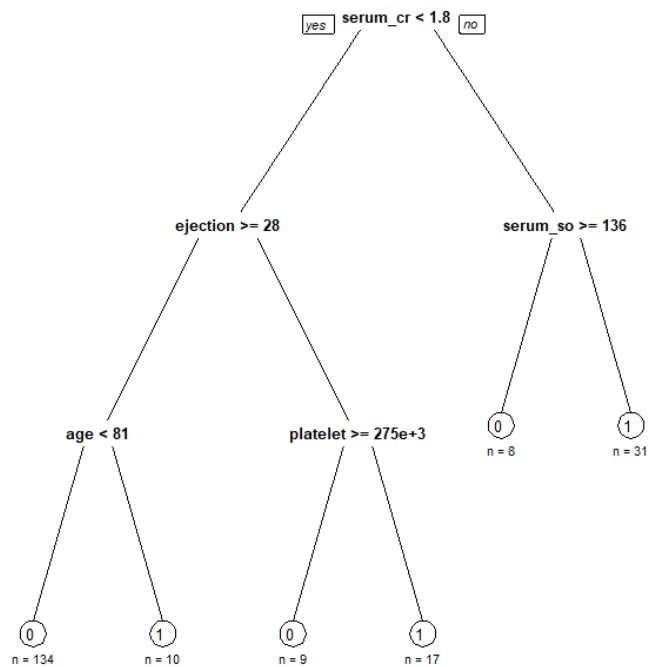 yes serum_cr < 1.8 no
ejection >= 28 serum_so >= 136
age < 81 platelet >= 275e+3 0 1
n = 8 n = 31
0 1 0 1
n = 134 n = 10 n = 9 n = 17